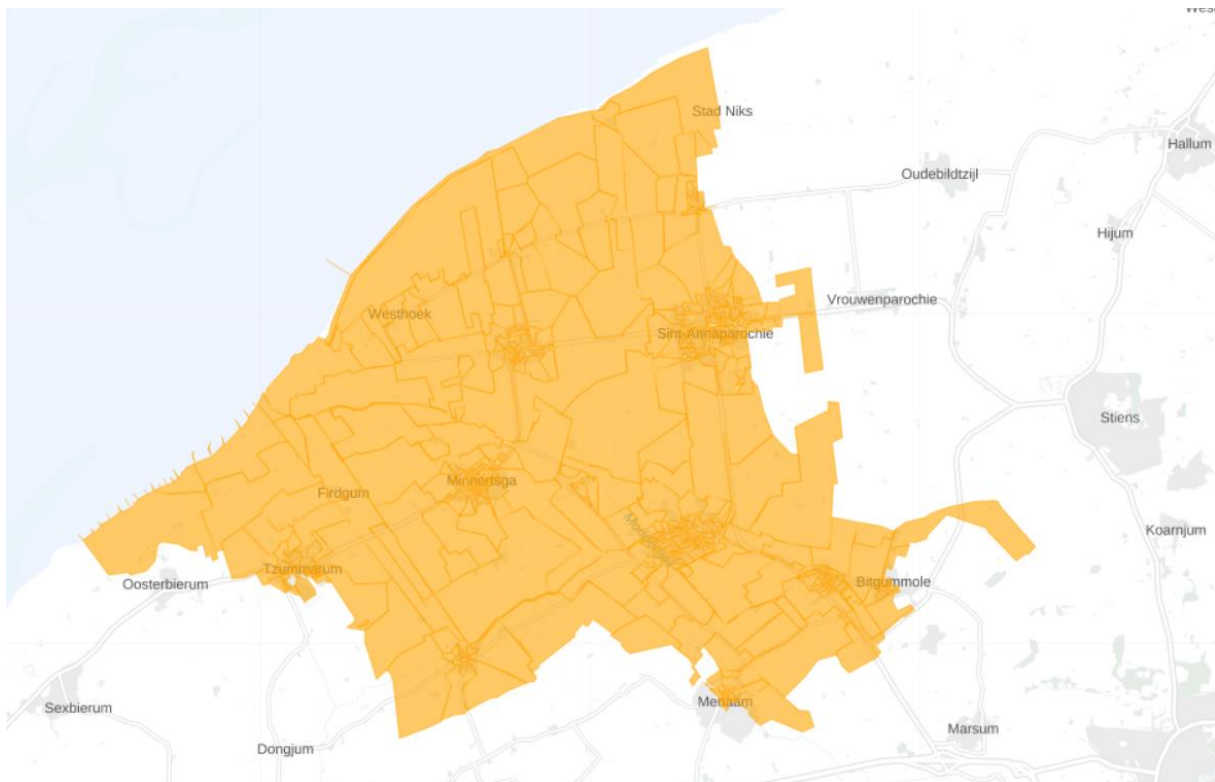 Stad Niks
Hallum
Oudebildtzijl
Hijum
Vrouwenparochie
Westhoek
Sint-Annaparochie
Stiens
Minnertsga
Firdgum
Koarnjum
Tzummarum
Oosterbierum
Bitgummole
Menaam
Sexbierum
Marsum
Dongjum